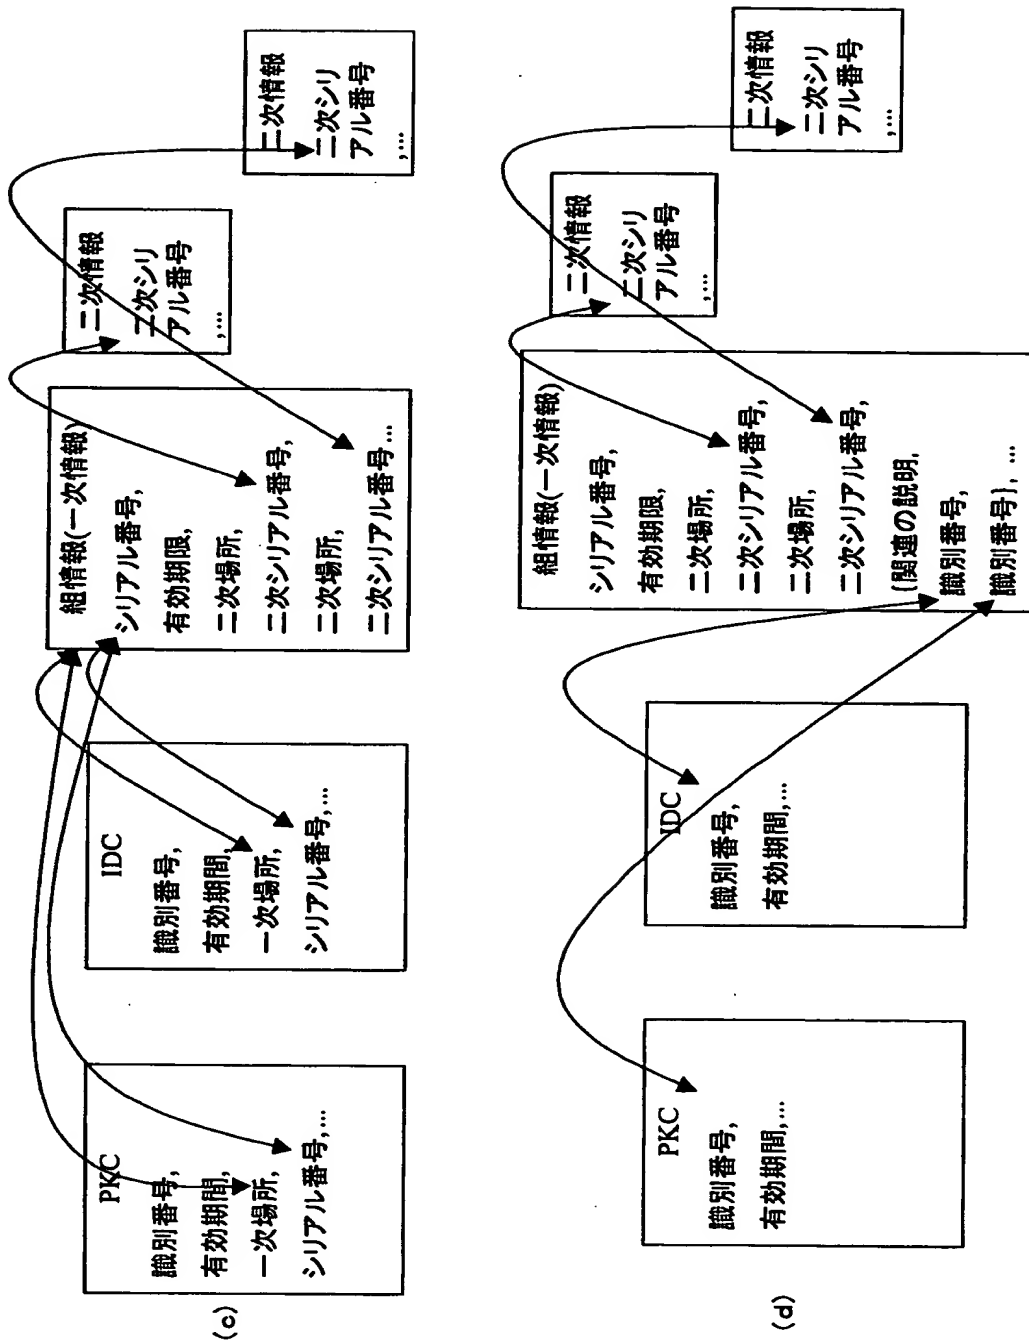 (c)
PKC
識別番号,
有効期間,
一次場所,
シリアル番号,...
IDC
識別番号,
有効期間,
一次場所,
シリアル番号,...
組情報(一次情報)
シリアル番号,
有効期限,
二次場所,
二次シリアル番号,
二次場所,
二次シリアル番号...
二次情報
二次シリ
アル番号
,...
二次情報
二次シリ
アル番号
,...
(d)
PKC
識別番号,
有効期間,...
IDC
識別番号,
有効期間,...
組情報(一次情報)
シリアル番号,
有効期限,
二次場所,
二次シリアル番号,
二次場所,
二次シリアル番号,
{関連の説明,
識別番号,
識別番号}, ...
二次情報
二次シリ
アル番号
,...
二次情報
二次シリ
アル番号
,...